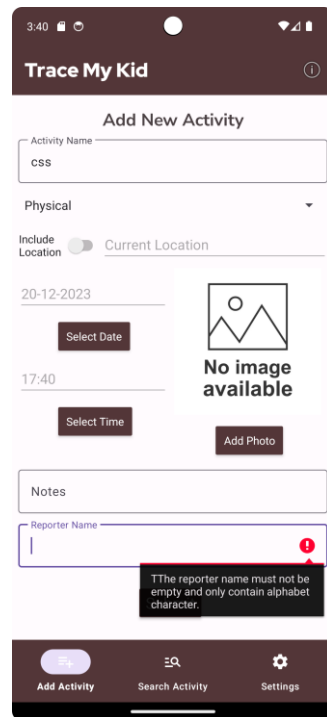 3:40
Trace My Kid
Add New Activity
Activity Name
css
Physical
Include
Location
Current Location
20-12-2023
Select Date
17:40
Select Time
No image
available
Add Photo
Notes
Reporter Name
TThe reporter name must not be
empty and only contain alphabet
character.
Add Activity
Search Activity
Settings